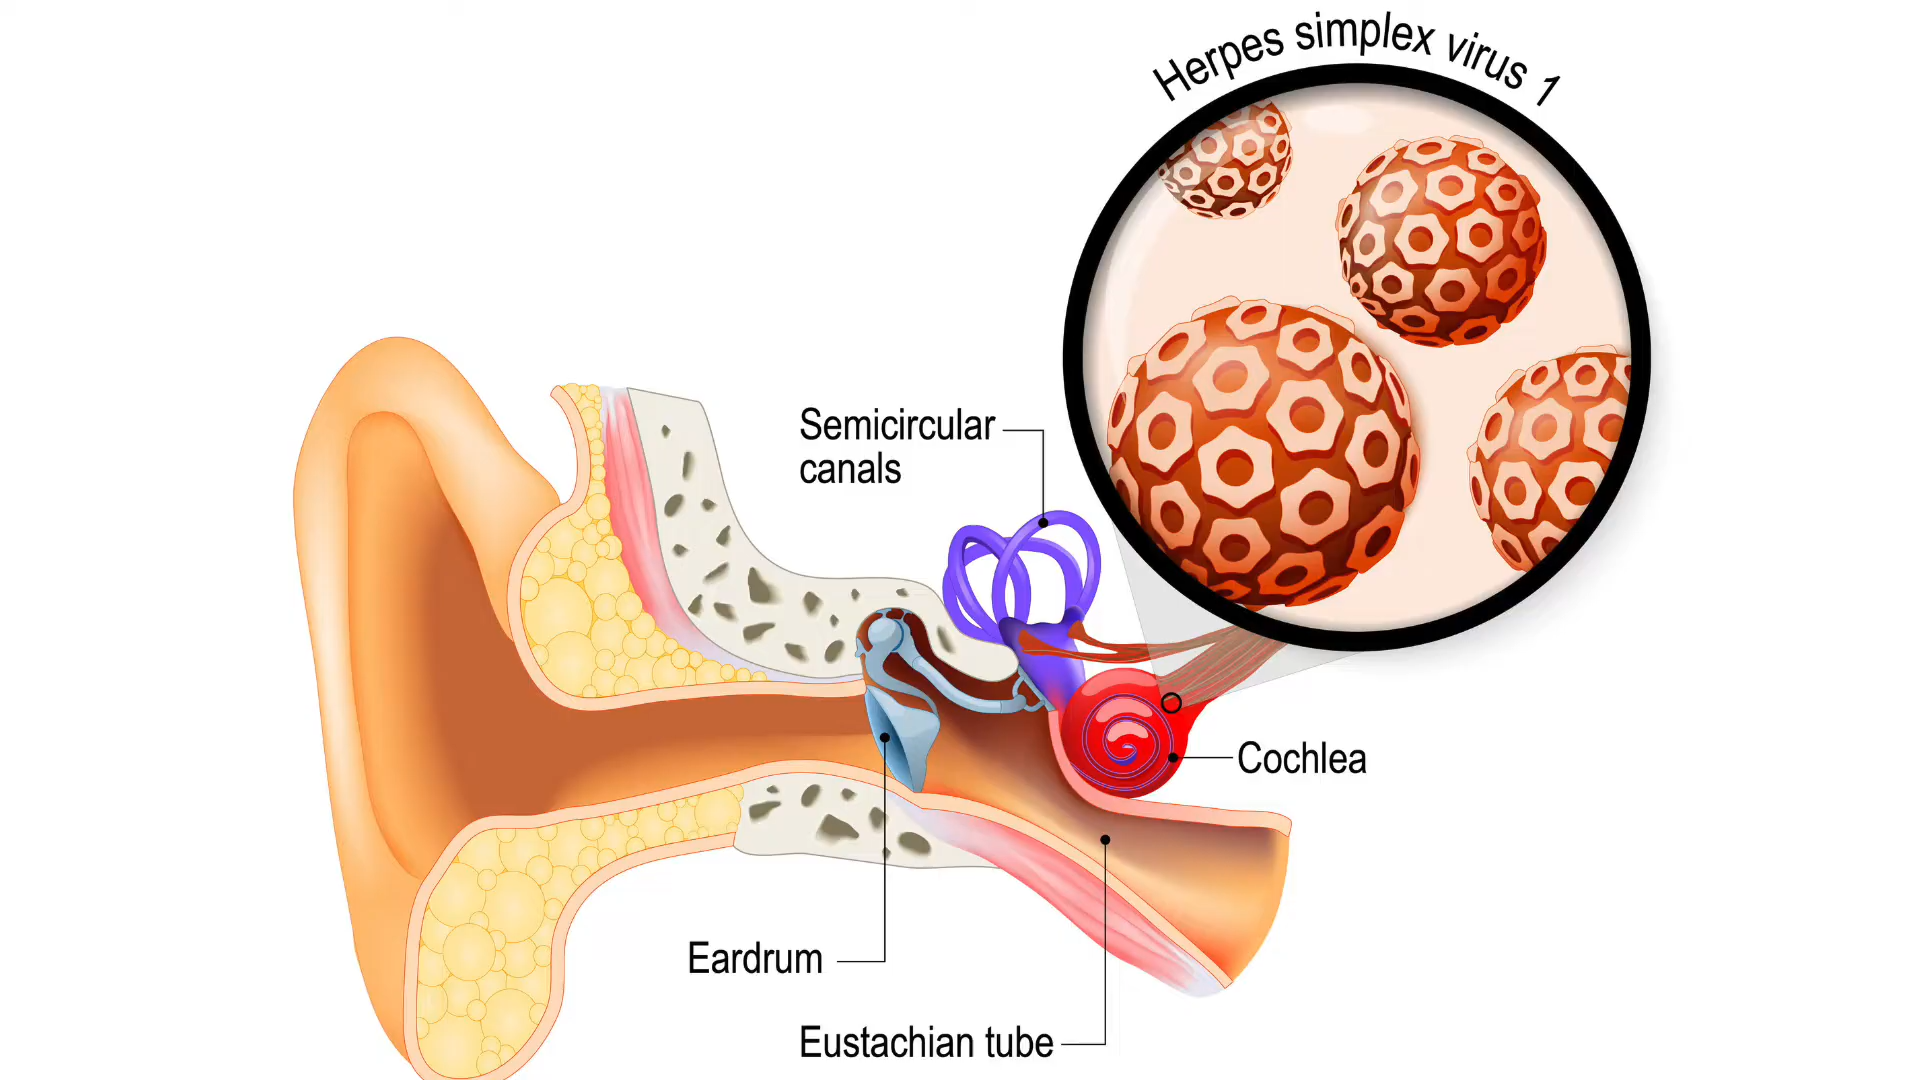 Herpes simplex virus 1
Semicircular
canals
Cochlea
Eardrum
Eustachian tube